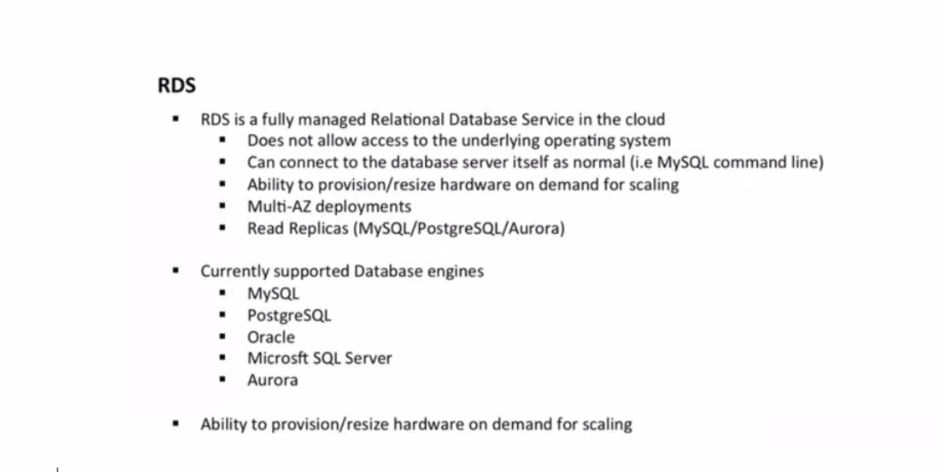 RDS
▪ RDS is a fully managed Relational Database Service in the cloud
▪ Does not allow access to the underlying operating system
▪ Can connect to the database server itself as normal (i.e MySQL command line)
▪ Ability to provision/resize hardware on demand for scaling
▪ Multi-AZ deployments
▪ Read Replicas (MySQL/PostgreSQL/Aurora)
▪ Currently supported Database engines
▪ MySQL
▪ PostgreSQL
▪ Oracle
▪ Microsft SQL Server
▪ Aurora
▪ Ability to provision/resize hardware on demand for scaling